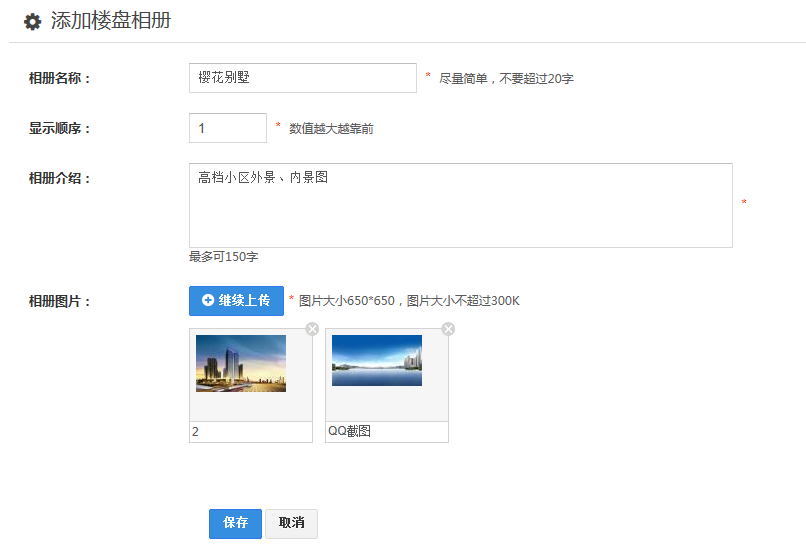 添加楼盘相册
相册名称： 樱花别墅 * 尽量简单，不要超过20字
显示顺序： 1 * 数值越大越靠前
相册介绍： 高档小区外景、内景图 *
最多可150字
相册图片： 继续上传 * 图片大小650*650，图片大小不超过300K
2 QQ截图
保存 取消